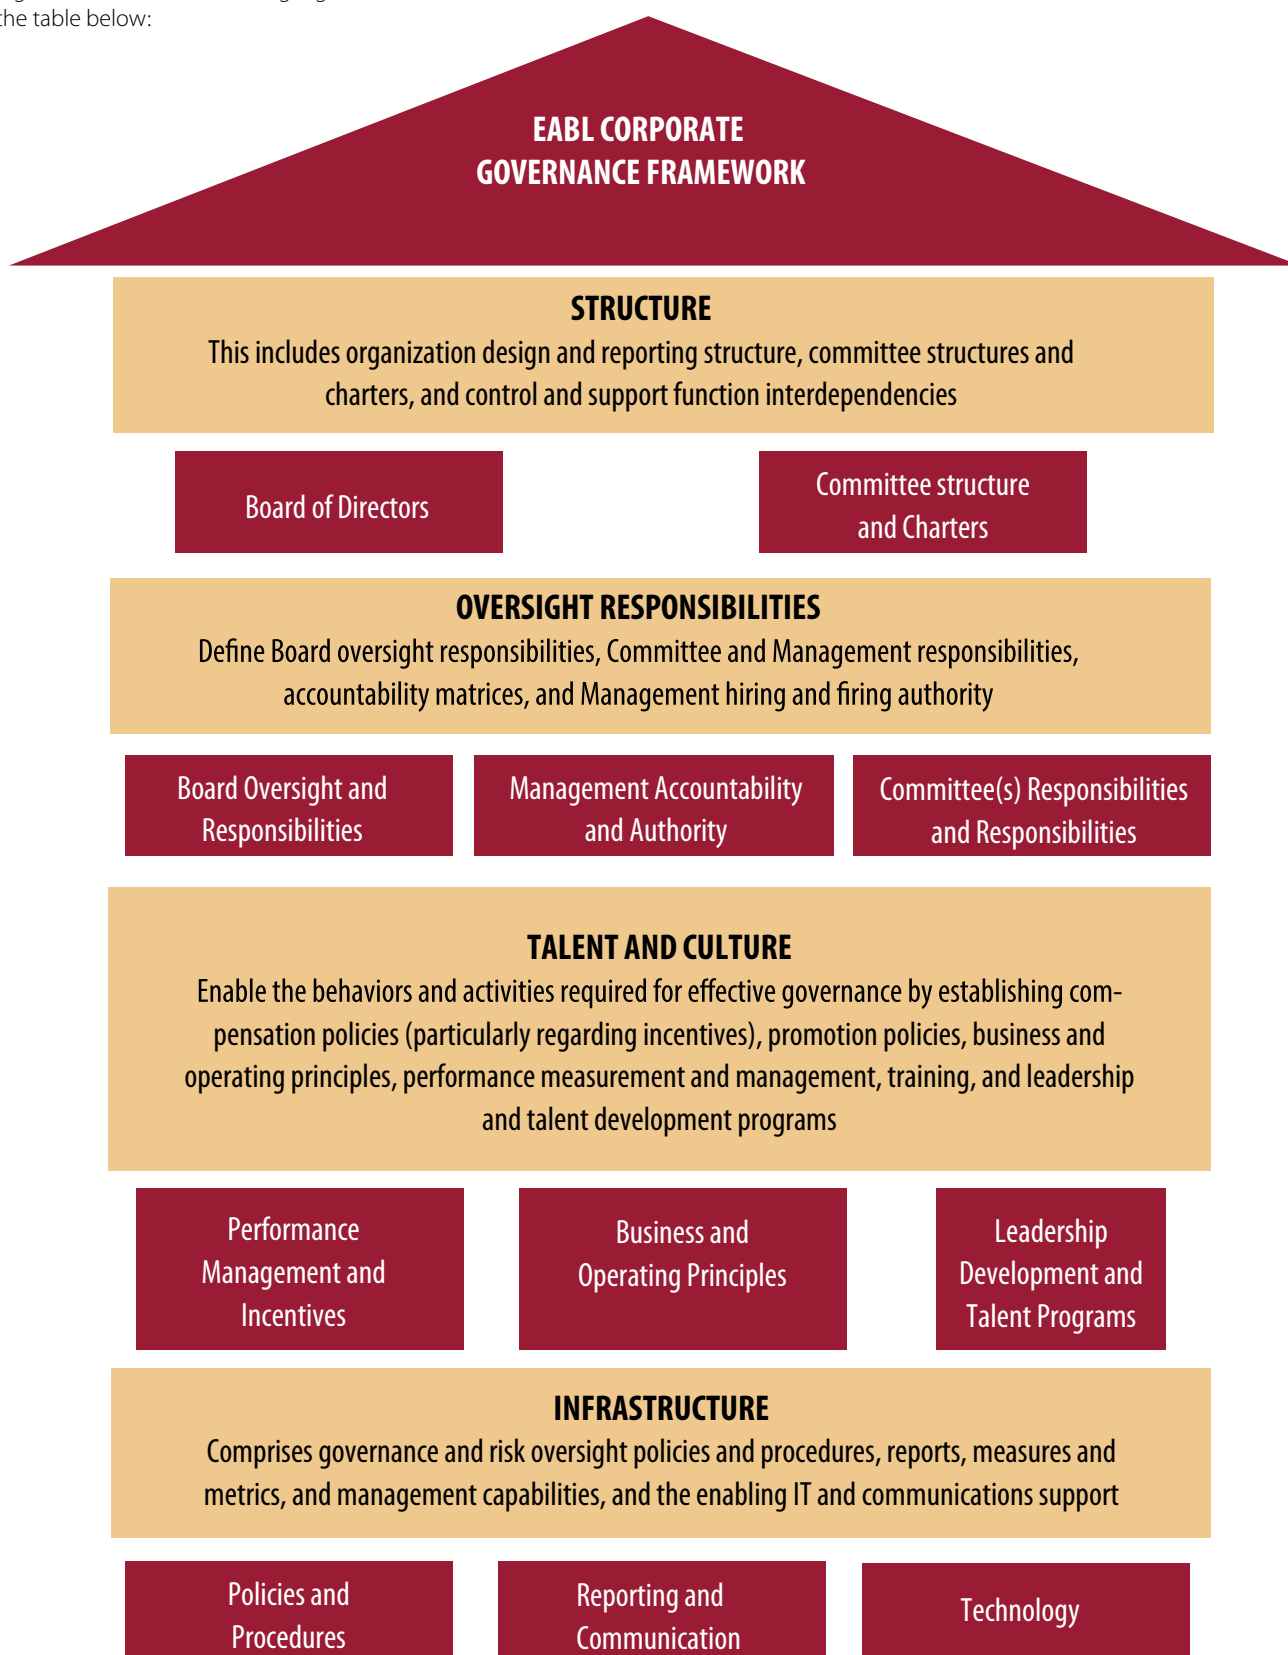 the table below:
EABL CORPORATE
GOVERNANCE FRAMEWORK
STRUCTURE
This includes organization design and reporting structure, committee structures and
charters, and control and support function interdependencies
Board of Directors
Committee structure
and Charters
OVERSIGHT RESPONSIBILITIES
Define Board oversight responsibilities, Committee and Management responsibilities,
accountability matrices, and Management hiring and firing authority
Board Oversight and
Responsibilities
Management Accountability
and Authority
Committee(s) Responsibilities
and Responsibilities
TALENT AND CULTURE
Enable the behaviors and activities required for effective governance by establishing com-
pensation policies (particularly regarding incentives), promotion policies, business and
operating principles, performance measurement and management, training, and leadership
and talent development programs
Performance
Management and
Incentives
Business and
Operating Principles
Leadership
Development and
Talent Programs
INFRASTRUCTURE
Comprises governance and risk oversight policies and procedures, reports, measures and
metrics, and management capabilities, and the enabling IT and communications support
Policies and
Procedures
Reporting and
Communication
Technology